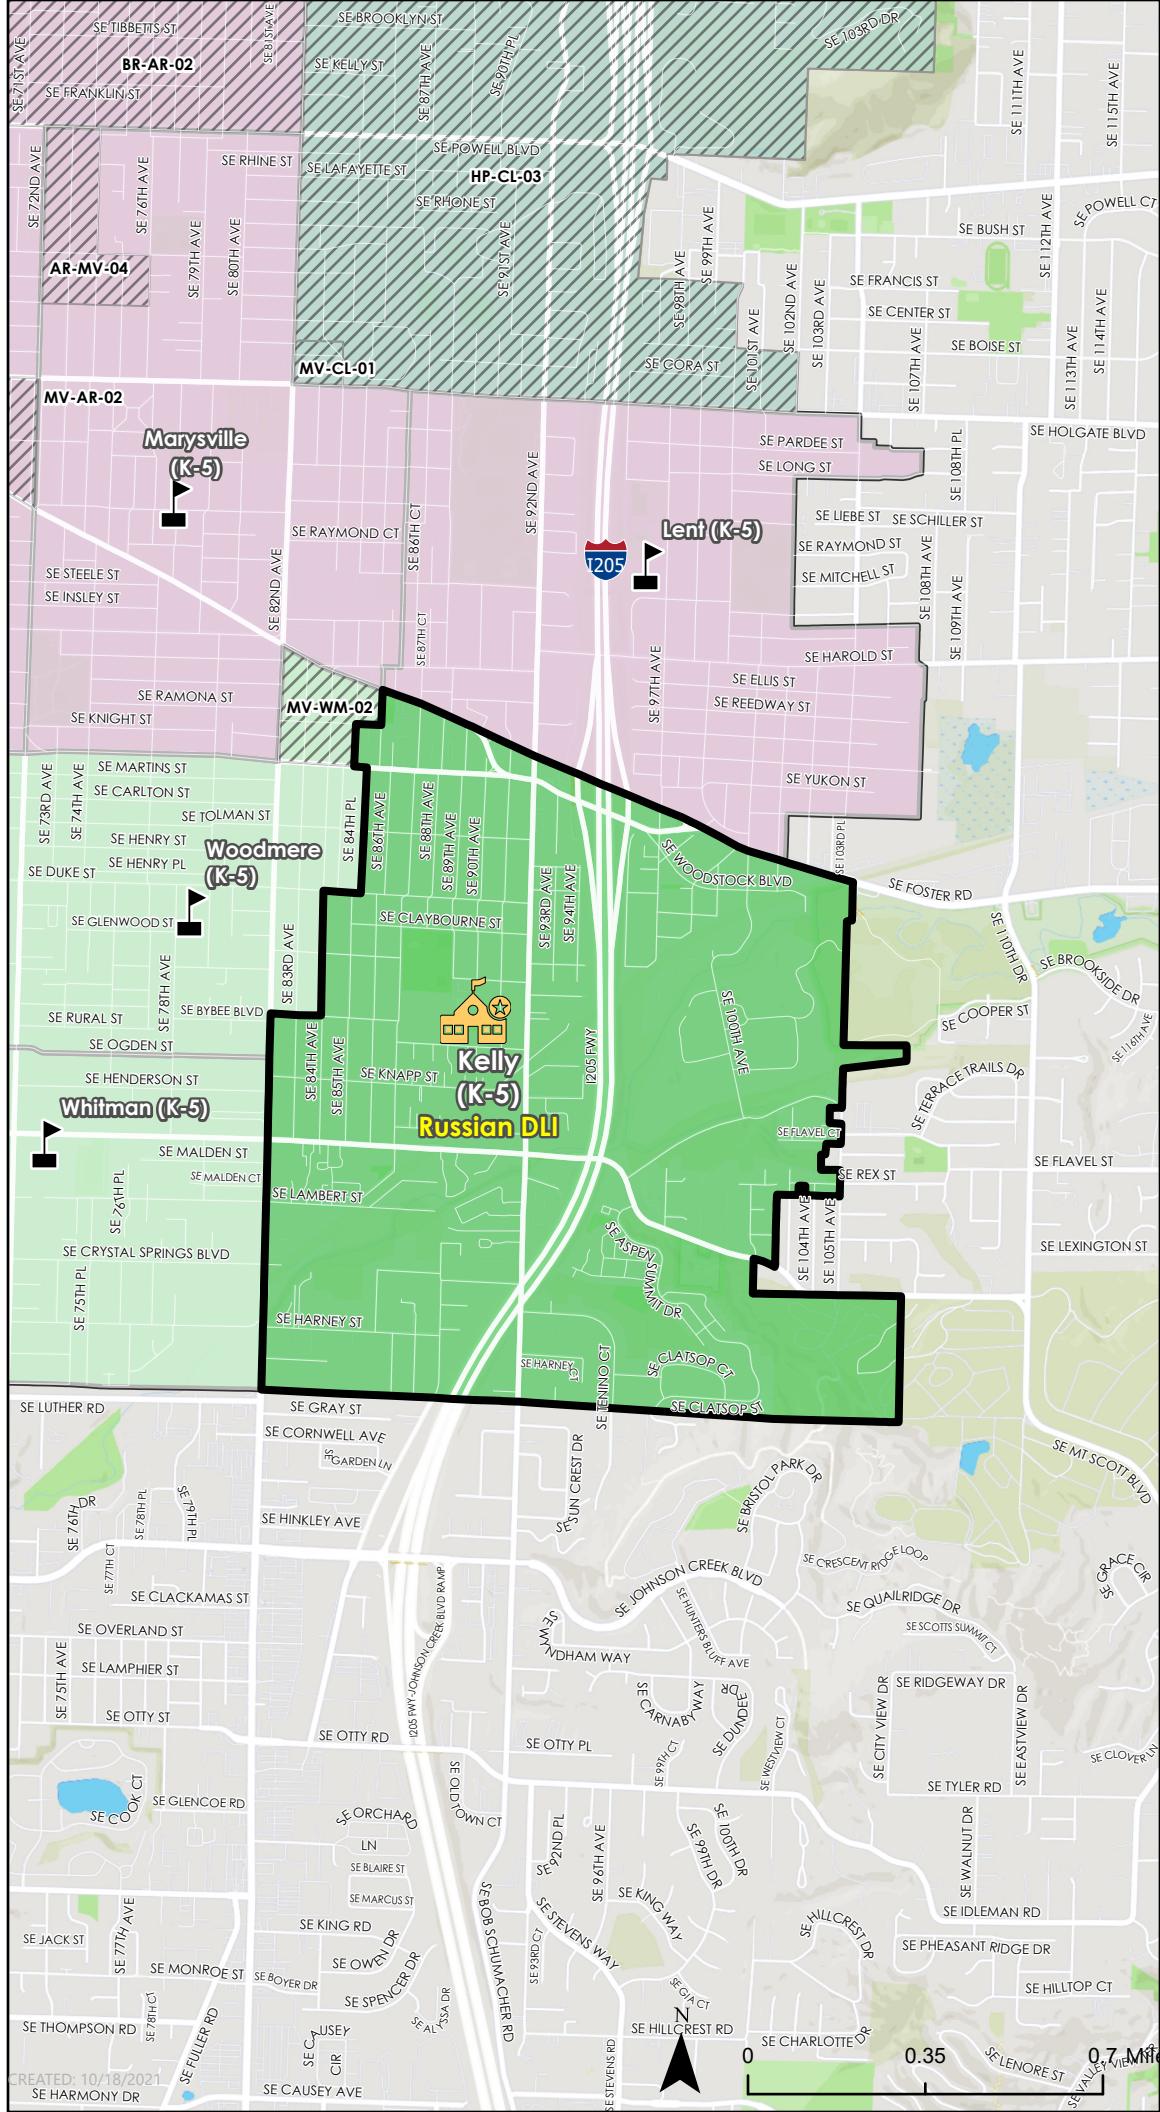 SE TIBBETTS ST
SE 81ST AVE
SE BROOKLYN ST
SE 103RD DR
SE 71ST AVE
BR-AR-02
SE KELLY ST
SE 87TH AVE
SE 90TH PL
SE FRANKLIN ST
SE 111TH AVE
SE 115TH AVE
SE 72ND AVE
SE 76TH AVE
SE RHINE ST
SE LAFAYETTE ST
SE POWELL BLVD
HP-CL-03
SE RHONE ST
SE 79TH AVE
SE 80TH AVE
SE 91ST AVE
SE 98TH AVE
SE 99TH AVE
SE BUSH ST
SE 112TH AVE
SE POWELL CT
AR-MV-04
SE 102ND AVE
SE 103RD AVE
SE FRANCIS ST
SE CENTER ST
SE 101ST AVE
SE BOISE ST
SE 107TH AVE
SE 113TH AVE
SE 114TH AVE
MV-CL-01
SE CORA ST
MV-AR-02
SE HOLGATE BLVD
Marysville
(K-5)
SE PARDEE ST
SE LONG ST
SE 108TH PL
SE 92ND AVE
SE LIEBE ST
SE SCHILLER ST
SE RAYMOND CT
SE 86TH CT
I205
Lent (K-5)
SE RAYMOND ST
SE MITCHELL ST
SE 108TH AVE
SE 109TH AVE
SE STEELE ST
SE INSLEY ST
SE 82ND AVE
SE 87TH CT
SE 97TH AVE
SE HAROLD ST
SE ELLIS ST
SE REEDWAY ST
SE RAMONA ST
MV-WM-02
SE KNIGHT ST
SE MARTINS ST
SE CARLTON ST
SE YUKON ST
SE 73RD AVE
SE 74TH AVE
SE TOLMAN ST
SE 84TH PL
SE 86TH AVE
SE 88TH AVE
SE 89TH AVE
SE 90TH AVE
SE 103RD PL
SE HENRY ST
SE HENRY PL
Woodmere
(K-5)
SE DUKE ST
SE WOODSTOCK BLVD
SE FOSTER RD
SE GLENWOOD ST
SE CLAYBOURNE ST
SE 93RD AVE
SE 94TH AVE
SE 110TH DR
SE 78TH AVE
SE 83RD AVE
SE BROOKSIDE DR
SE RURAL ST
SE BYBEE BLVD
SE COOPER ST
SE 116TH AVE
SE OGDEN ST
SE 84TH AVE
SE 85TH AVE
SE KNAPP ST
Kelly
(K-5)
Russian DLI
I205 FWY
SE 100TH AVE
SE HENDERSON ST
SE TERRACE TRAILS DR
Whitman (K-5)
SE FLAVEL CT
SE MALDEN ST
SE MALDEN CT
SE FLAVEL ST
SE REX ST
SE 76TH PL
SE LAMBERT ST
SE 104TH AVE
SE 105TH AVE
SE CRYSTAL SPRINGS BLVD
SE ASPEN SUMMIT DR
SE LEXINGTON ST
SE 75TH PL
SE HARNEY ST
SE HARNEY CT
SE TENINO CT
SE CLATSOP CT
SE CLATSOP ST
SE LUTHER RD
SE GRAY ST
SE CORNWELL AVE
SE GARDEN LN
SE SUN CREST DR
SE BRISTOL PARK DR
SE MT SCOTT BLVD
SE 76TH DR
SE 78TH PL
SE 79TH PL
SE HINKLEY AVE
SE 77TH CT
SE CRESCENT RIDGE LOOP
SE JOHNSON CREEK BLVD
SE GRACE CIR
SE CLACKAMAS ST
I205 FWY-JOHNSON CREEK BLVD RAMP
SE HUNTERS BLUFF AVE
SE QUAILRIDGE DR
SE SCOTTS SUMMIT CT
SE OVERLAND ST
SE WYNDHAM WAY
SE 75TH AVE
SE LAMPHIER ST
SE CARNABY WAY
SE DUNDEE DR
SE RIDGEWAY DR
SE CITY VIEW DR
SE EASTVIEW DR
SE OTTY ST
SE OTTY RD
SE OTTY PL
SE 99TH CT
SE WESTVIEW CT
SE CLOVER LN
SE OLD TOWN CT
SE TYLER RD
SE COOK CT
SE GLENCOE RD
SE ORCHARD
LN
SE 92ND PL
SE 96TH AVE
SE 99TH DR
SE 100TH DR
SE WALNUT DR
SE BLAIRE ST
SE MARCUS ST
SE KING RD
SE KING WAY
SE IDLEMAN RD
SE JACK ST
SE 77TH AVE
SE BOB SCHUMACHER RD
SE STEVENS WAY
SE HILLCREST DR
SE PHEASANT RIDGE DR
SE MONROE ST
SE BOYER DR
SE OWEN DR
SE SPENCER DR
SE 93RD CT
SE GIA CT
SE HILLTOP CT
SE THOMPSON RD
SE 78TH CT
SE FULLER RD
SE CAUSEY
CIR
SE ALYSSA DR
N
SE HILLCREST RD
SE CHARLOTTE DR
SE LENORE ST
SE VALLEY VIEW
0
0.35
0.7 Mile
CREATED: 10/18/2021
SE HARMONY DR
SE CAUSEY AVE
SE STEVENS RD